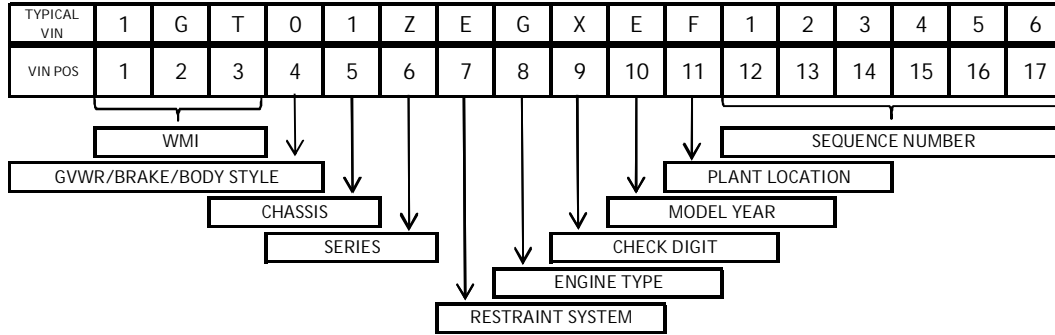 TYPICAL VIN 1 G T 0 1 Z E G X E F 1 2 3 4 5 6
VIN POS 1 2 3 4 5 6 7 8 9 10 11 12 13 14 15 16 17
WMI SEQUENCE NUMBER
GVWR/BRAKE/BODY STYLE PLANT LOCATION
CHASSIS MODEL YEAR
SERIES CHECK DIGIT
ENGINE TYPE
RESTRAINT SYSTEM